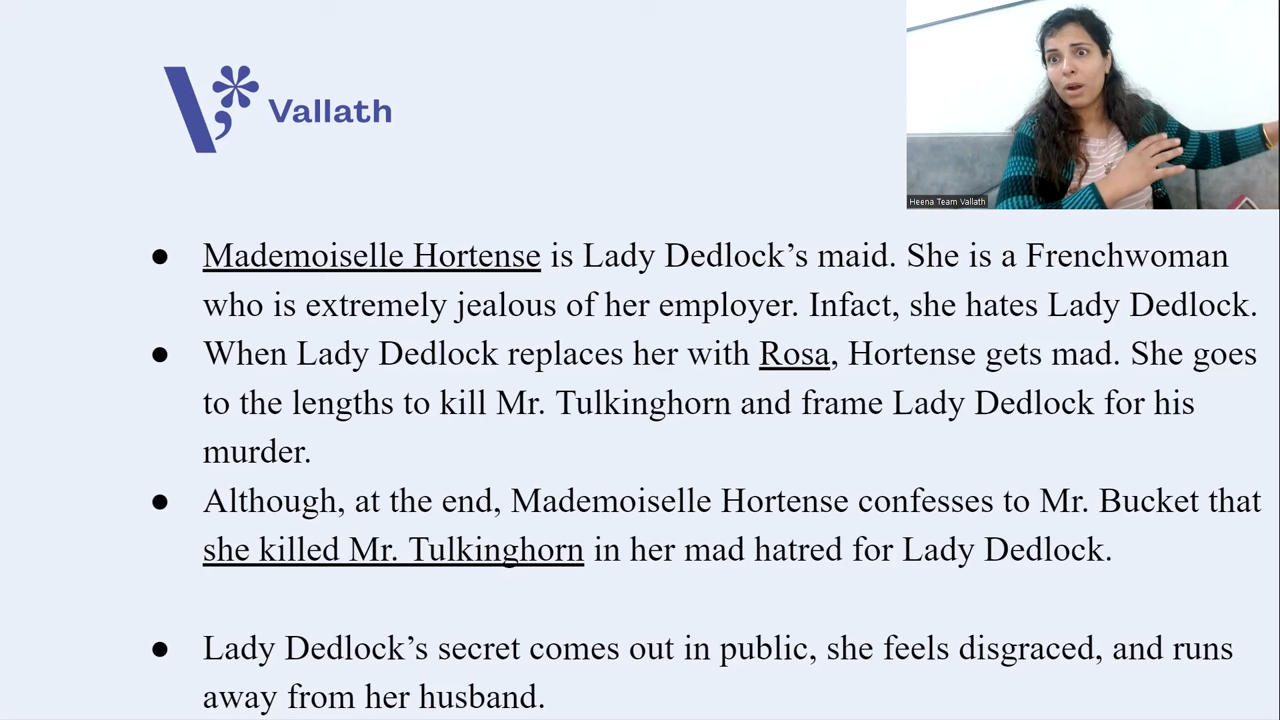 Vallath
Heena Team Vallath
● Mademoiselle Hortense is Lady Dedlock’s maid. She is a Frenchwoman
who is extremely jealous of her employer. Infact, she hates Lady Dedlock.
● When Lady Dedlock replaces her with Rosa, Hortense gets mad. She goes
to the lengths to kill Mr. Tulkinghorn and frame Lady Dedlock for his
murder.
● Although, at the end, Mademoiselle Hortense confesses to Mr. Bucket that
she killed Mr. Tulkinghorn in her mad hatred for Lady Dedlock.
● Lady Dedlock’s secret comes out in public, she feels disgraced, and runs
away from her husband.